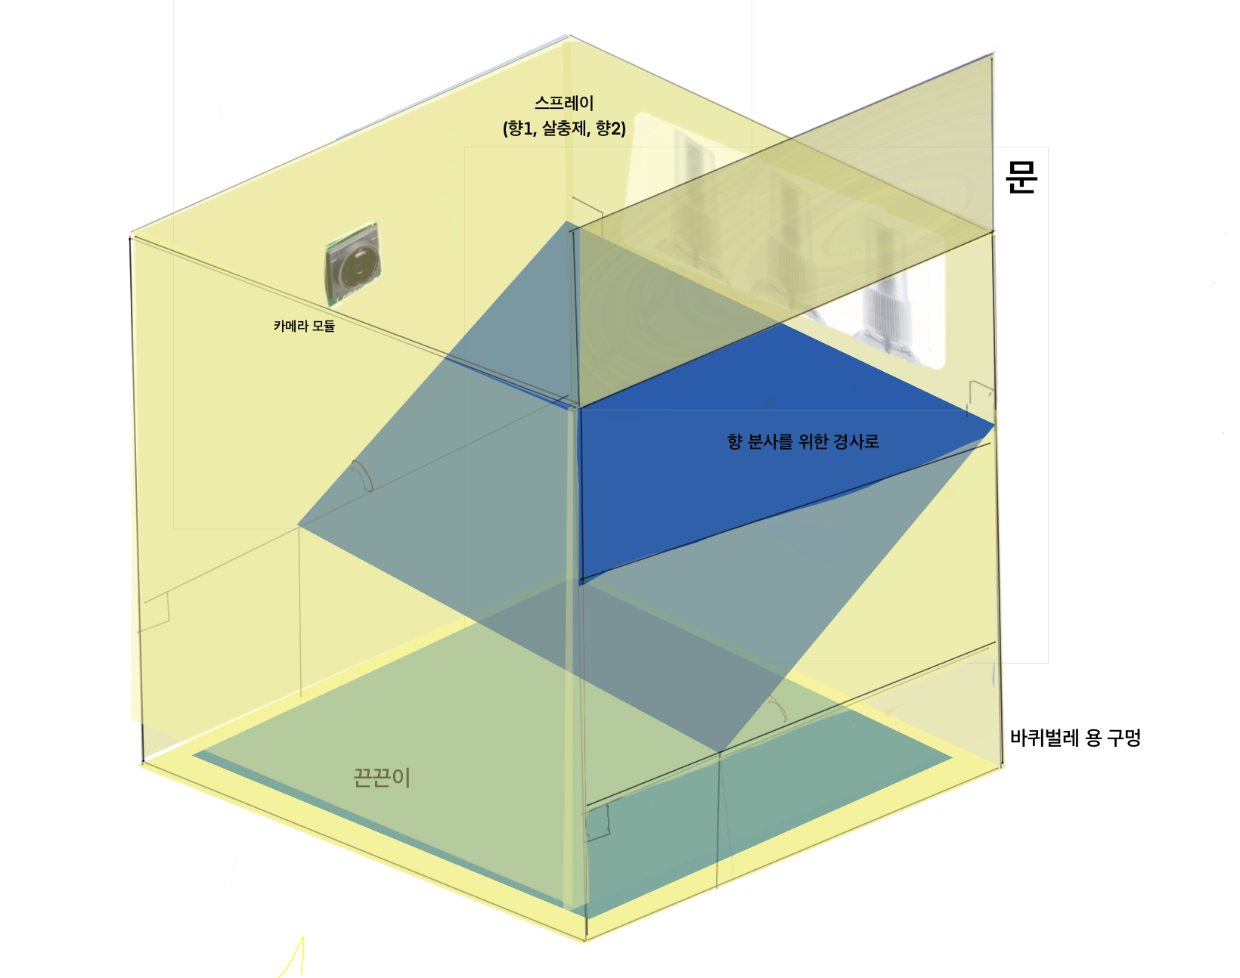 스프레이
(향1, 살충제, 향2)
문
카메라 모듈
향 분사를 위한 경사로
바퀴벌레 용 구멍
끈끈이